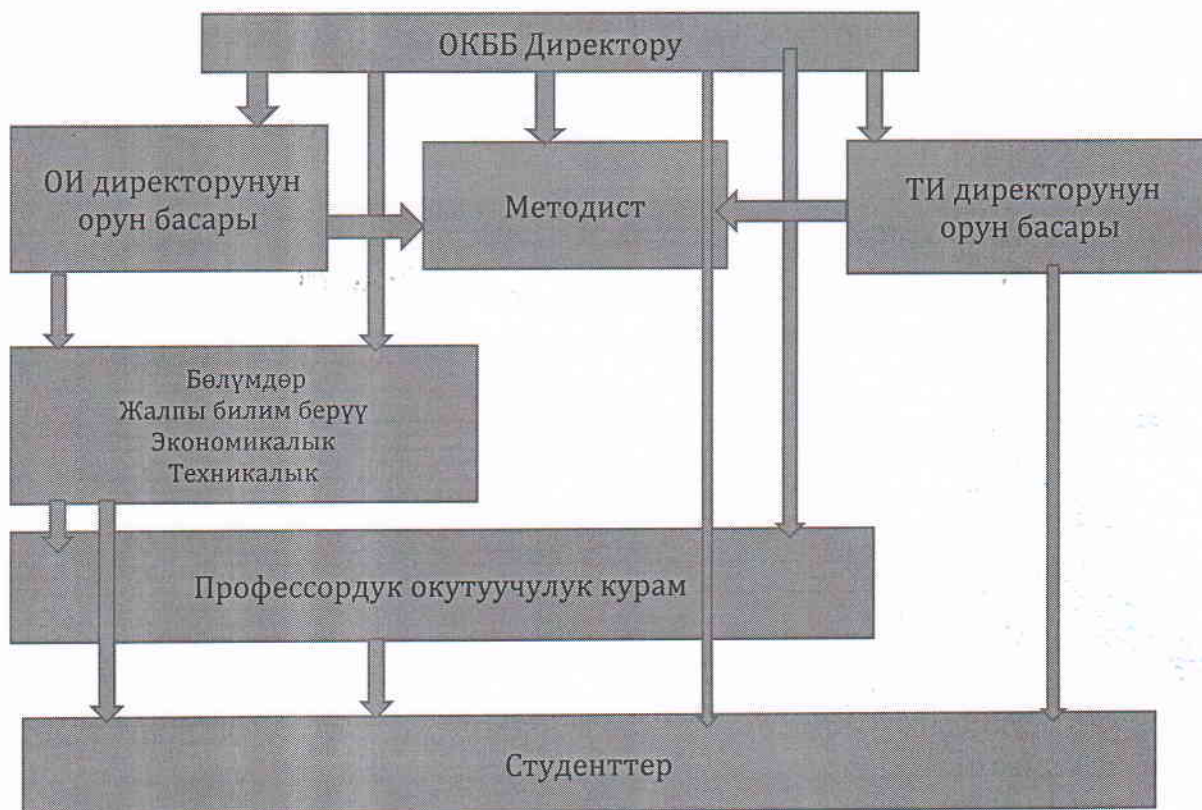 ОКББ Директору
ОИ директорунун
орун басары
Методист
ТИ директорунун
орун басары
Бөлүмдөр
Жалпы билим берүү
Экономикалык
Техникалык
Профессордук окутуучулук курам
Студенттер